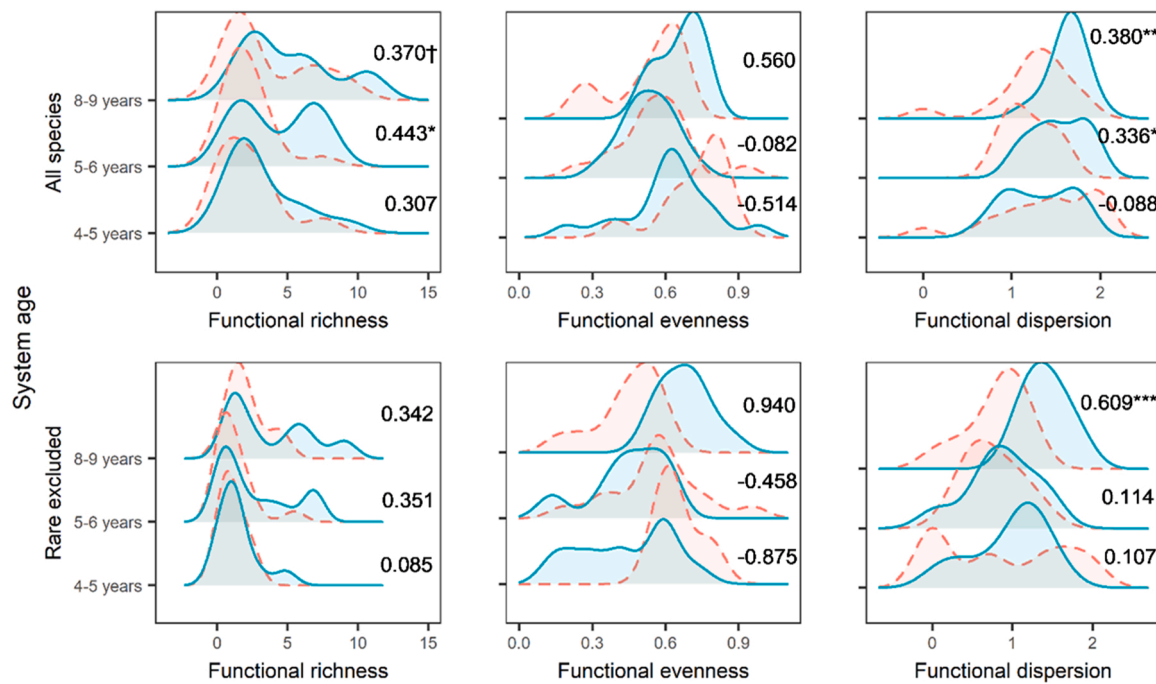 System age
All species
8-9 years
5-6 years
4-5 years
0.370†
0.443*
0.307
0 5 10 15
Functional richness
0.560
-0.082
-0.514
0.0 0.3 0.6 0.9
Functional evenness
0.380**
0.336*
-0.088
0 1 2
Functional dispersion
Rare excluded
8-9 years
5-6 years
4-5 years
0.342
0.351
0.085
0 5 10 15
Functional richness
0.940
-0.458
-0.875
0.0 0.3 0.6 0.9
Functional evenness
0.609***
0.114
0.107
0 1 2
Functional dispersion